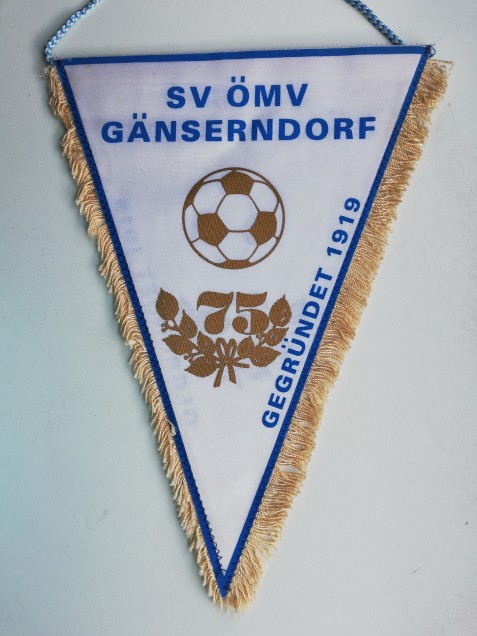 SV ÖMV
GÄNSERNDORF
75
GEGRÜNDET 1919